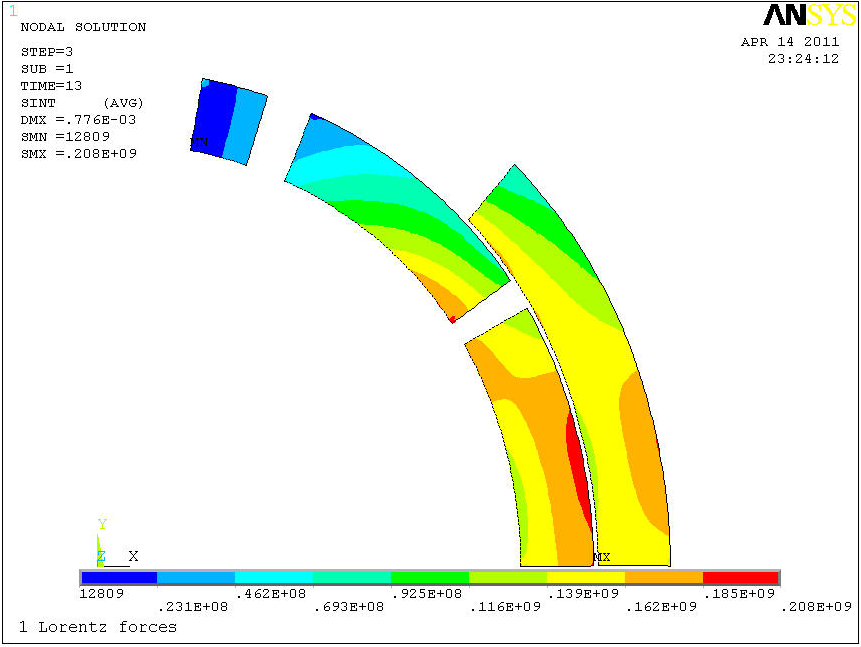 1
NODAL SOLUTION
STEP=3
SUB =1
TIME=13
SINT (AVG)
DMX =.776E-03
SMN =12809
SMX =.208E+09
ANSYS
APR 14 2011
23:24:12
MN
Y
Z X
MX
12809 .462E+08 .925E+08 .139E+09 .185E+09
.231E+08 .693E+08 .116E+09 .162E+09 .208E+09
1 Lorentz forces